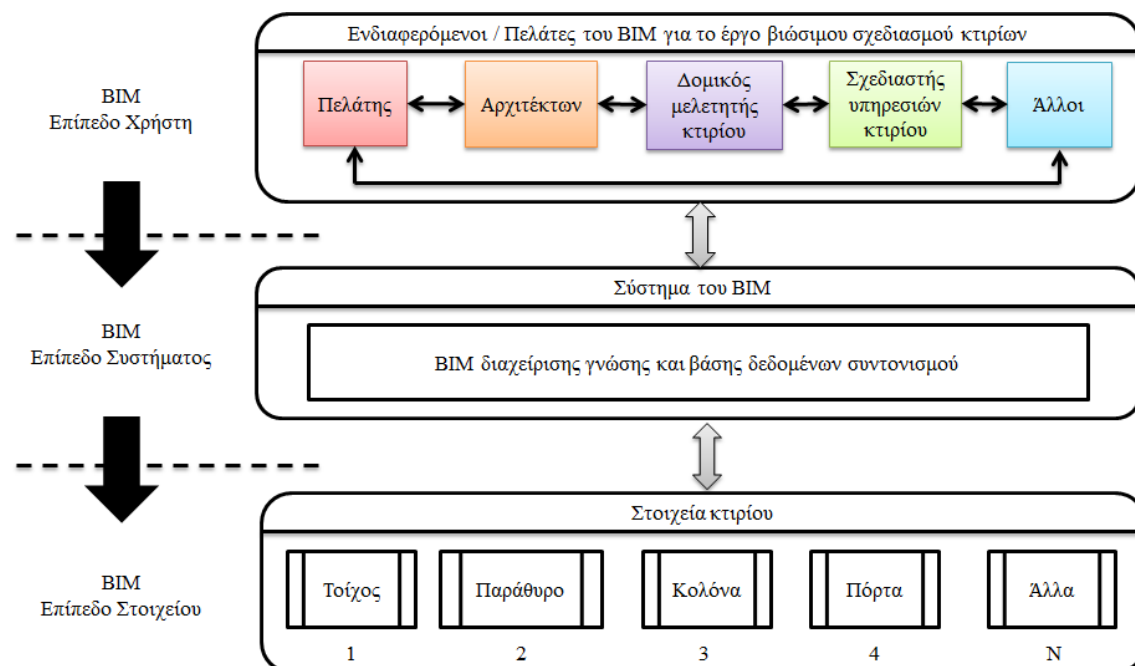 Ενδιαφερόμενοι / Πελάτες του BIM για το έργο βιώσιμου σχεδιασμού κτιρίων
BIM
Επίπεδο Χρήστη
Πελάτης
Αρχιτέκτων
Δομικός
μελετητής
κτιρίου
Σχεδιαστής
υπηρεσιών
κτιρίου
Άλλοι
Σύστημα του BIM
BIM
Επίπεδο Συστήματος
BIM διαχείρισης γνώσης και βάσης δεδομένων συντονισμού
Στοιχεία κτιρίου
BIM
Επίπεδο Στοιχείου
Τοίχος
Παράθυρο
Κολόνα
Πόρτα
Άλλα
1 2 3 4 N